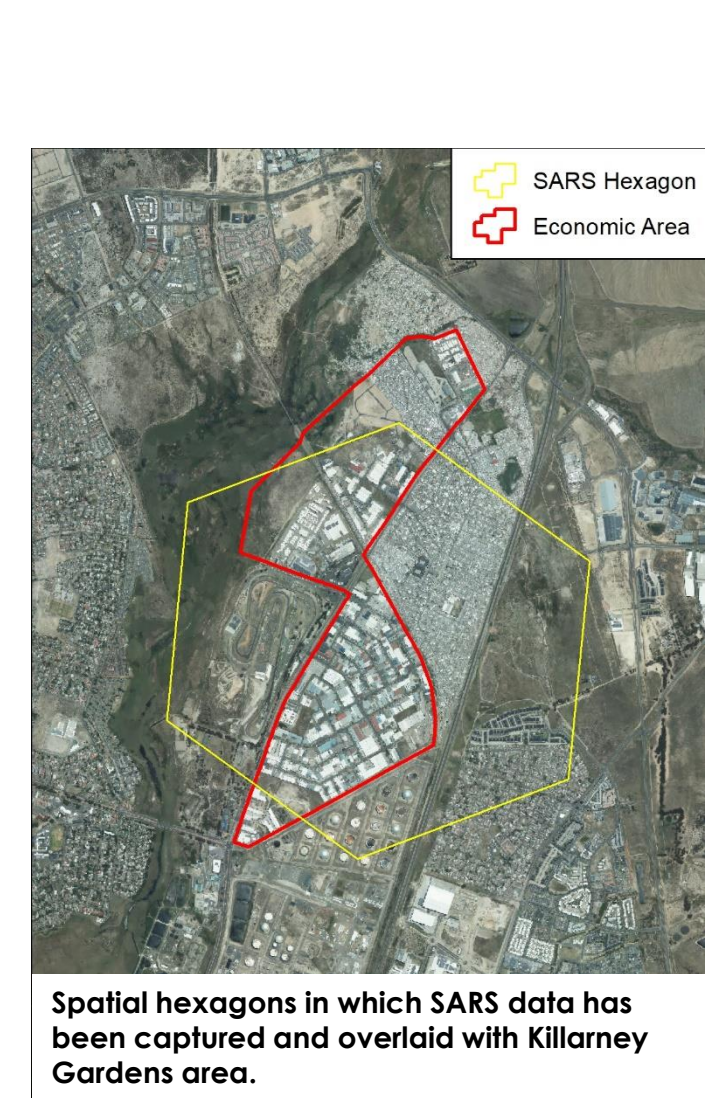 SARS Hexagon
Economic Area
Spatial hexagons in which SARS data has
been captured and overlaid with Killarney
Gardens area.